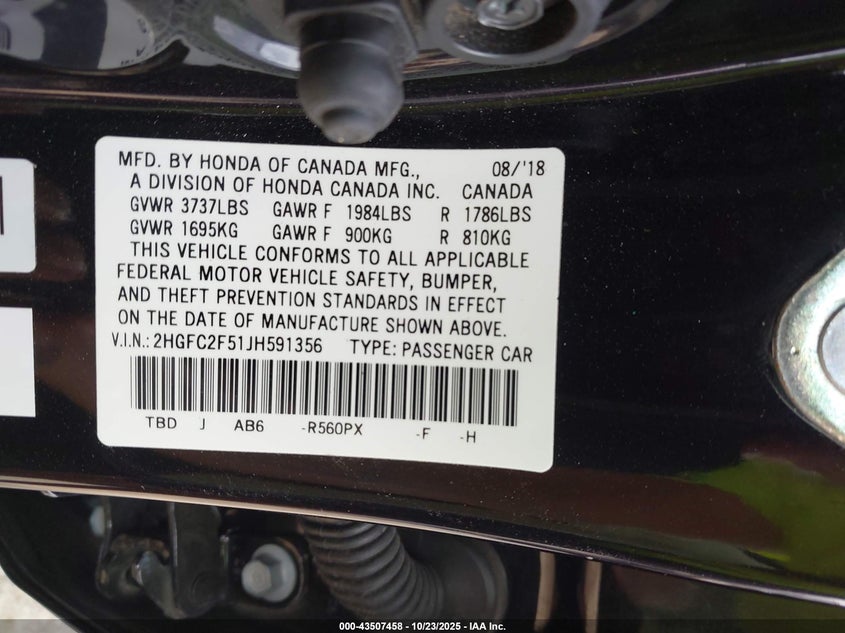 MFD. BY HONDA OF CANADA MFG., 08/'18
A DIVISION OF HONDA CANADA INC. CANADA
GVWR 3737LBS GAWR F 1984LBS R 1786LBS
GVWR 1695KG GAWR F 900KG R 810KG
THIS VEHICLE CONFORMS TO ALL APPLICABLE
FEDERAL MOTOR VEHICLE SAFETY, BUMPER,
AND THEFT PREVENTION STANDARDS IN EFFECT
ON THE DATE OF MANUFACTURE SHOWN ABOVE.
V.I.N.: 2HGFC2F51JH591356 TYPE: PASSENGER CAR
TBD J AB6 -R560PX -F -H
000-43507458 - 10/23/2025 - IAA Inc.